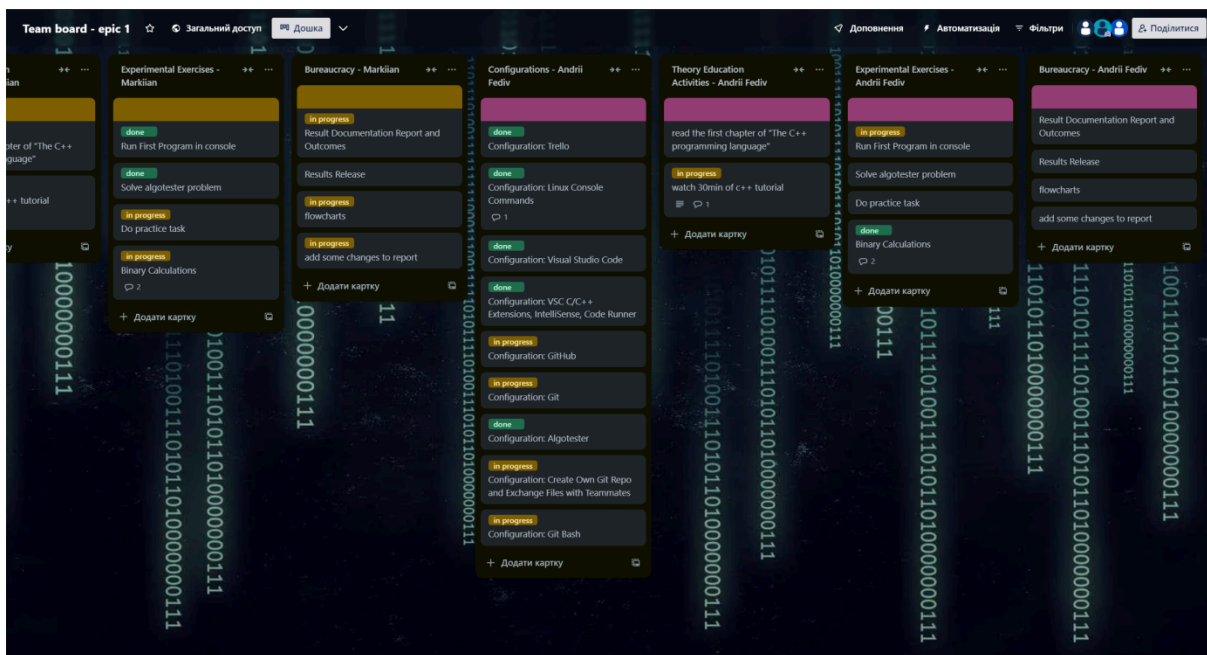 Team board - epic 1
Загальний доступ
Дошка
Доповнення
Автоматизація
Фільтри
Поділитися
ian
pter of "The C++
guage"
++ tutorial
Experimental Exercises -
Markiian
done
Run First Program in console
done
Solve algotester problem
in progress
Do practice task
in progress
Binary Calculations
2
+ Додати картку
Bureaucracy - Markiian
in progress
Result Documentation Report and
Outcomes
Results Release
in progress
flowcharts
in progress
add some changes to report
+ Додати картку
Configurations - Andrii
Fediv
done
Configuration: Trello
done
Configuration: Linux Console
Commands
1
done
Configuration: Visual Studio Code
done
Configuration: VSC C/C++
Extensions, IntelliSense, Code Runner
in progress
Configuration: GitHub
in progress
Configuration: Git
done
Configuration: Algotester
in progress
Configuration: Create Own Git Repo
and Exchange Files with Teammates
in progress
Configuration: Git Bash
+ Додати картку
Theory Education
Activities - Andrii Fediv
read the first chapter of "The C++
programming language"
in progress
watch 30min of c++ tutorial
1
+ Додати картку
Experimental Exercises -
Andrii Fediv
in progress
Run First Program in console
Solve algotester problem
Do practice task
done
Binary Calculations
2
+ Додати картку
Bureaucracy - Andrii Fediv
Result Documentation Report and
Outcomes
Results Release
flowcharts
add some changes to report
+ Додати картку